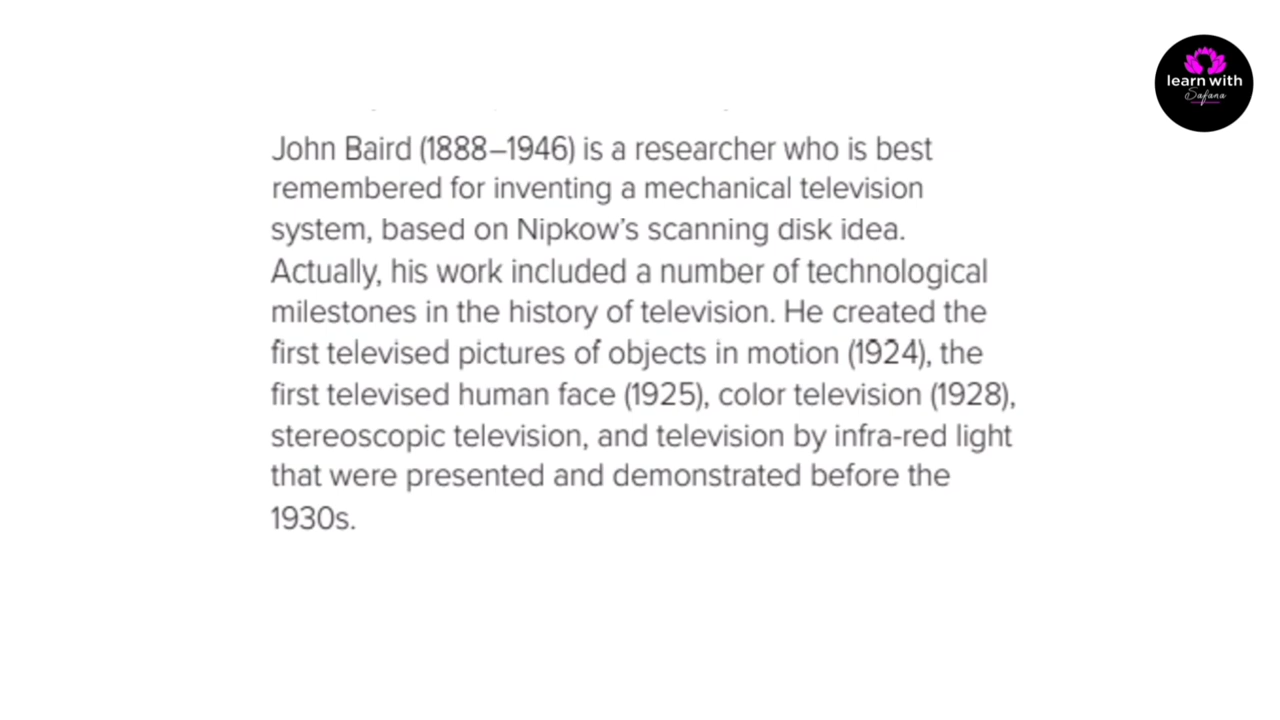 learn with
Safana
John Baird (1888–1946) is a researcher who is best
remembered for inventing a mechanical television
system, based on Nipkow’s scanning disk idea.
Actually, his work included a number of technological
milestones in the history of television. He created the
first televised pictures of objects in motion (1924), the
first televised human face (1925), color television (1928),
stereoscopic television, and television by infra-red light
that were presented and demonstrated before the
1930s.